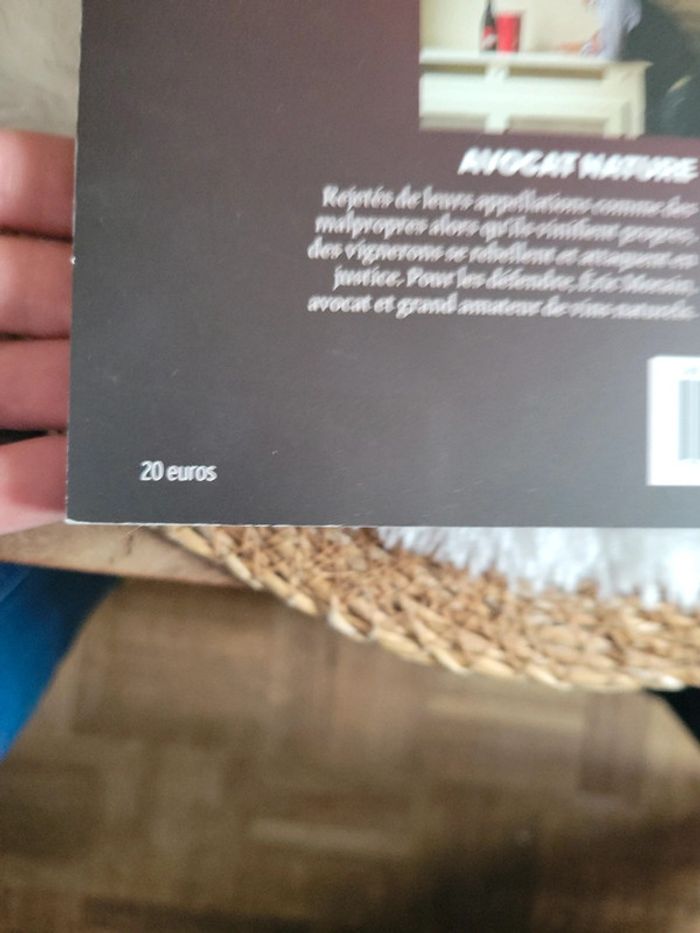 AVOCAT NATURE
Rejetés de leurs appellations comme des
malpropres alors qu'ils vinifient propre,
des vignerons se rebellent et attaquent en
justice. Pour les défendre, Éric
avocat et grand amateur de vins naturels.
20 euros